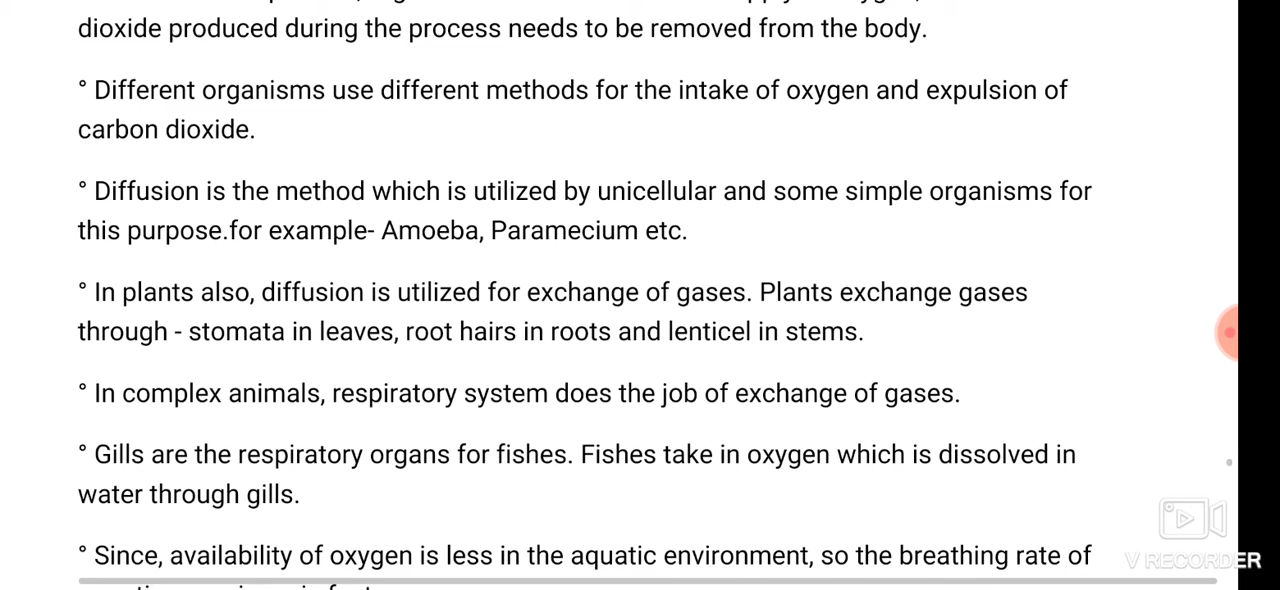 dioxide produced during the process needs to be removed from the body.
° Different organisms use different methods for the intake of oxygen and expulsion of
carbon dioxide.
° Diffusion is the method which is utilized by unicellular and some simple organisms for
this purpose.for example- Amoeba, Paramecium etc.
° In plants also, diffusion is utilized for exchange of gases. Plants exchange gases
through - stomata in leaves, root hairs in roots and lenticel in stems.
° In complex animals, respiratory system does the job of exchange of gases.
° Gills are the respiratory organs for fishes. Fishes take in oxygen which is dissolved in
water through gills.
° Since, availability of oxygen is less in the aquatic environment, so the breathing rate of
V RECORDER